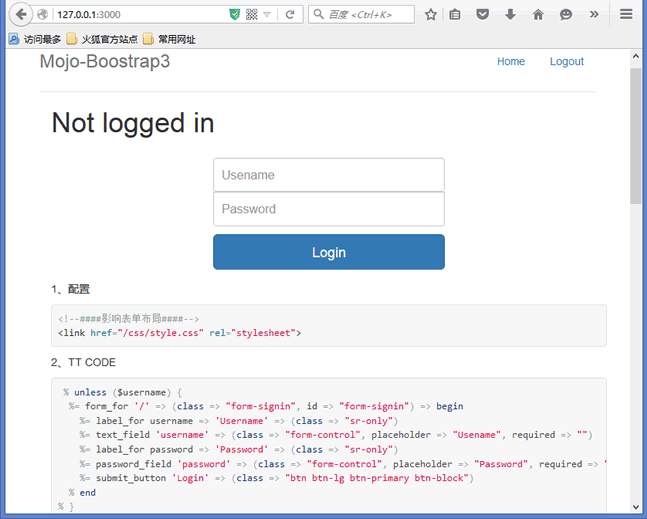 127.0.0.1:3000
百度 <Ctrl+K>
访问最多 火狐官方站点 常用网址
Mojo-Boostrap3 Home Logout
Not logged in
Usename
Password
Login
1、配置
<!--####影响表单布局####-->
<link href="/css/style.css" rel="stylesheet">
2、TT CODE
% unless ($username) {
%= form_for '/' => (class => "form-signin", id => "form-signin") => begin
%= label_for username => 'Username' => (class => "sr-only")
%= text_field 'username' => (class => "form-control", placeholder => "Usename", required => "")
%= label_for password => 'Password' => (class => "sr-only")
%= password_field 'password' => (class => "form-control", placeholder => "Password", required => "
%= submit_button 'Login' => (class => "btn btn-lg btn-primary btn-block")
% end
% }